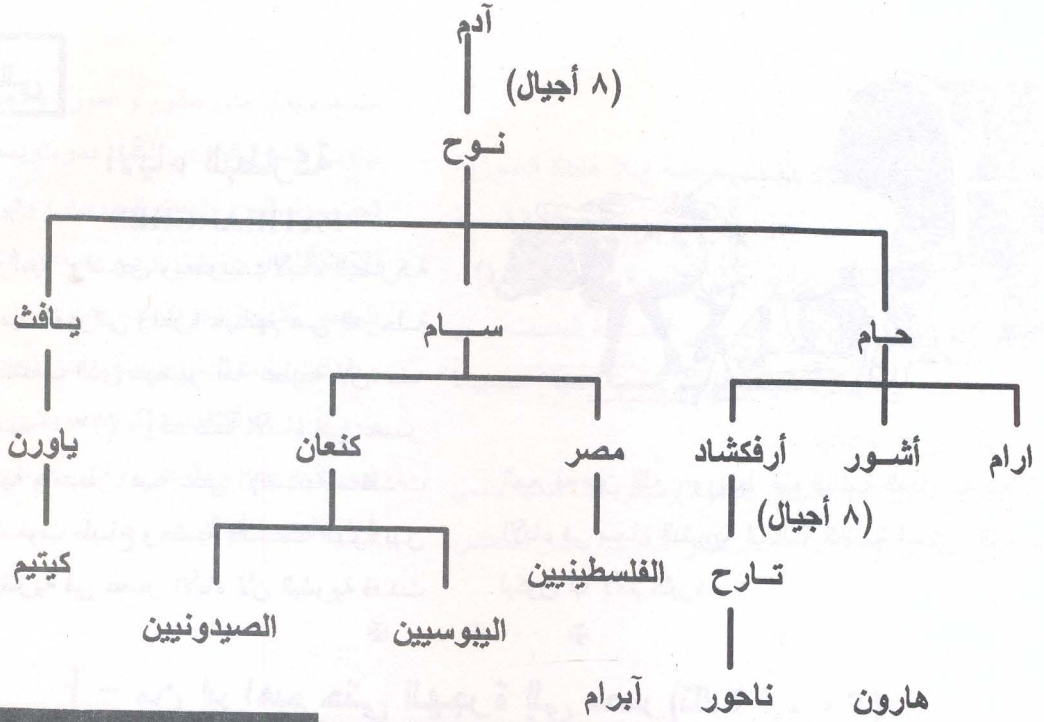 آدم
(٨ أجيال)
نوح
حام سام يافث
ارام أشور أرفكشاد مصر كنعان ياورن
(٨ أجيال)
تارح الفلسطينيين كيتيم
اليبوسيين الصيدونيين
هارون ناحور آبرام